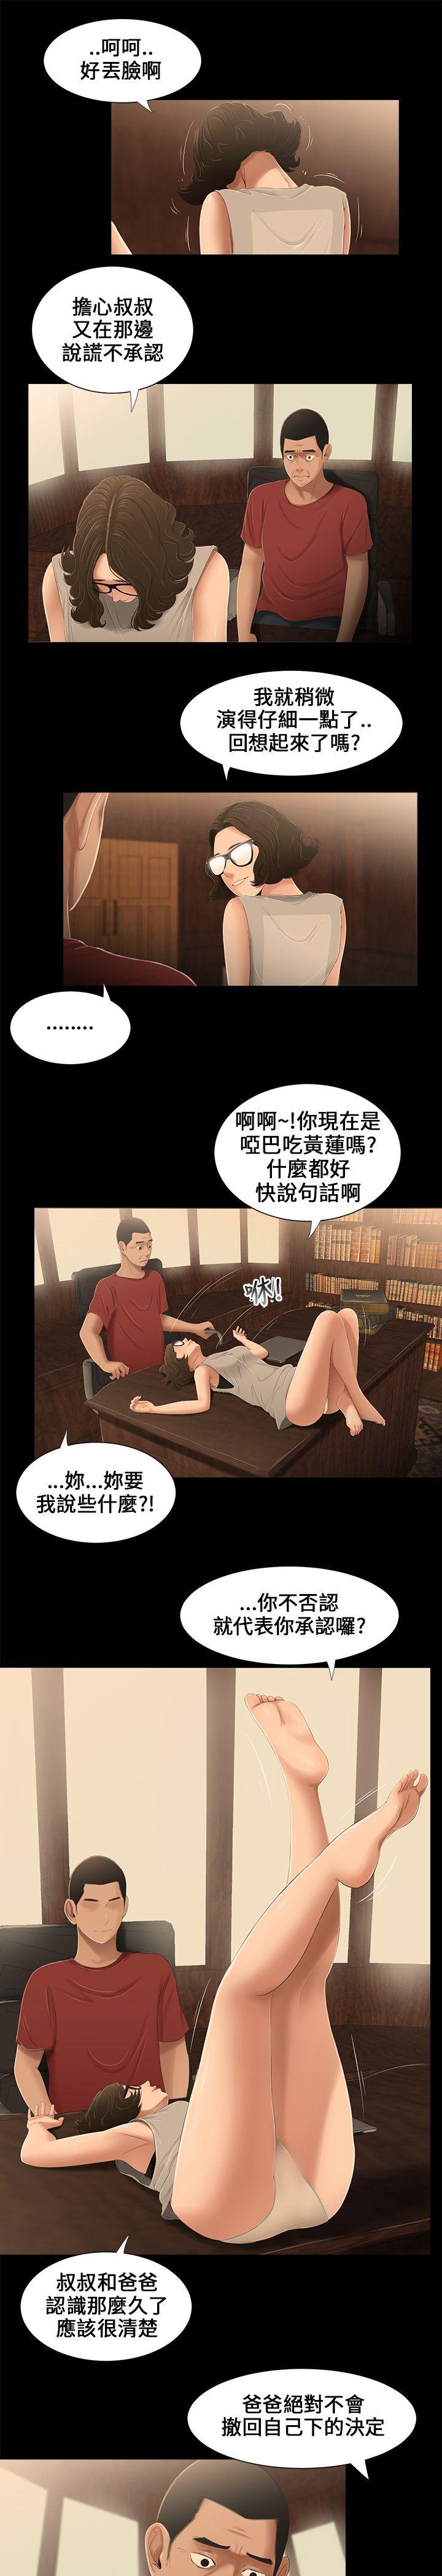 ..呵呵..
好丟臉啊
擔心叔叔
又在那邊
說謊不承認
我就稍微
演得仔細一點了..
回想起來了嗎?
........
啊啊~!你現在是
啞巴吃黃蓮嗎?
什麼都好
快說句話啊
咻!
...妳...妳要
我說些什麼?!
...你不否認
就代表你承認囉?
叔叔和爸爸
認識那麼久了
應該很清楚
爸爸絕對不會
撤回自己下的決定